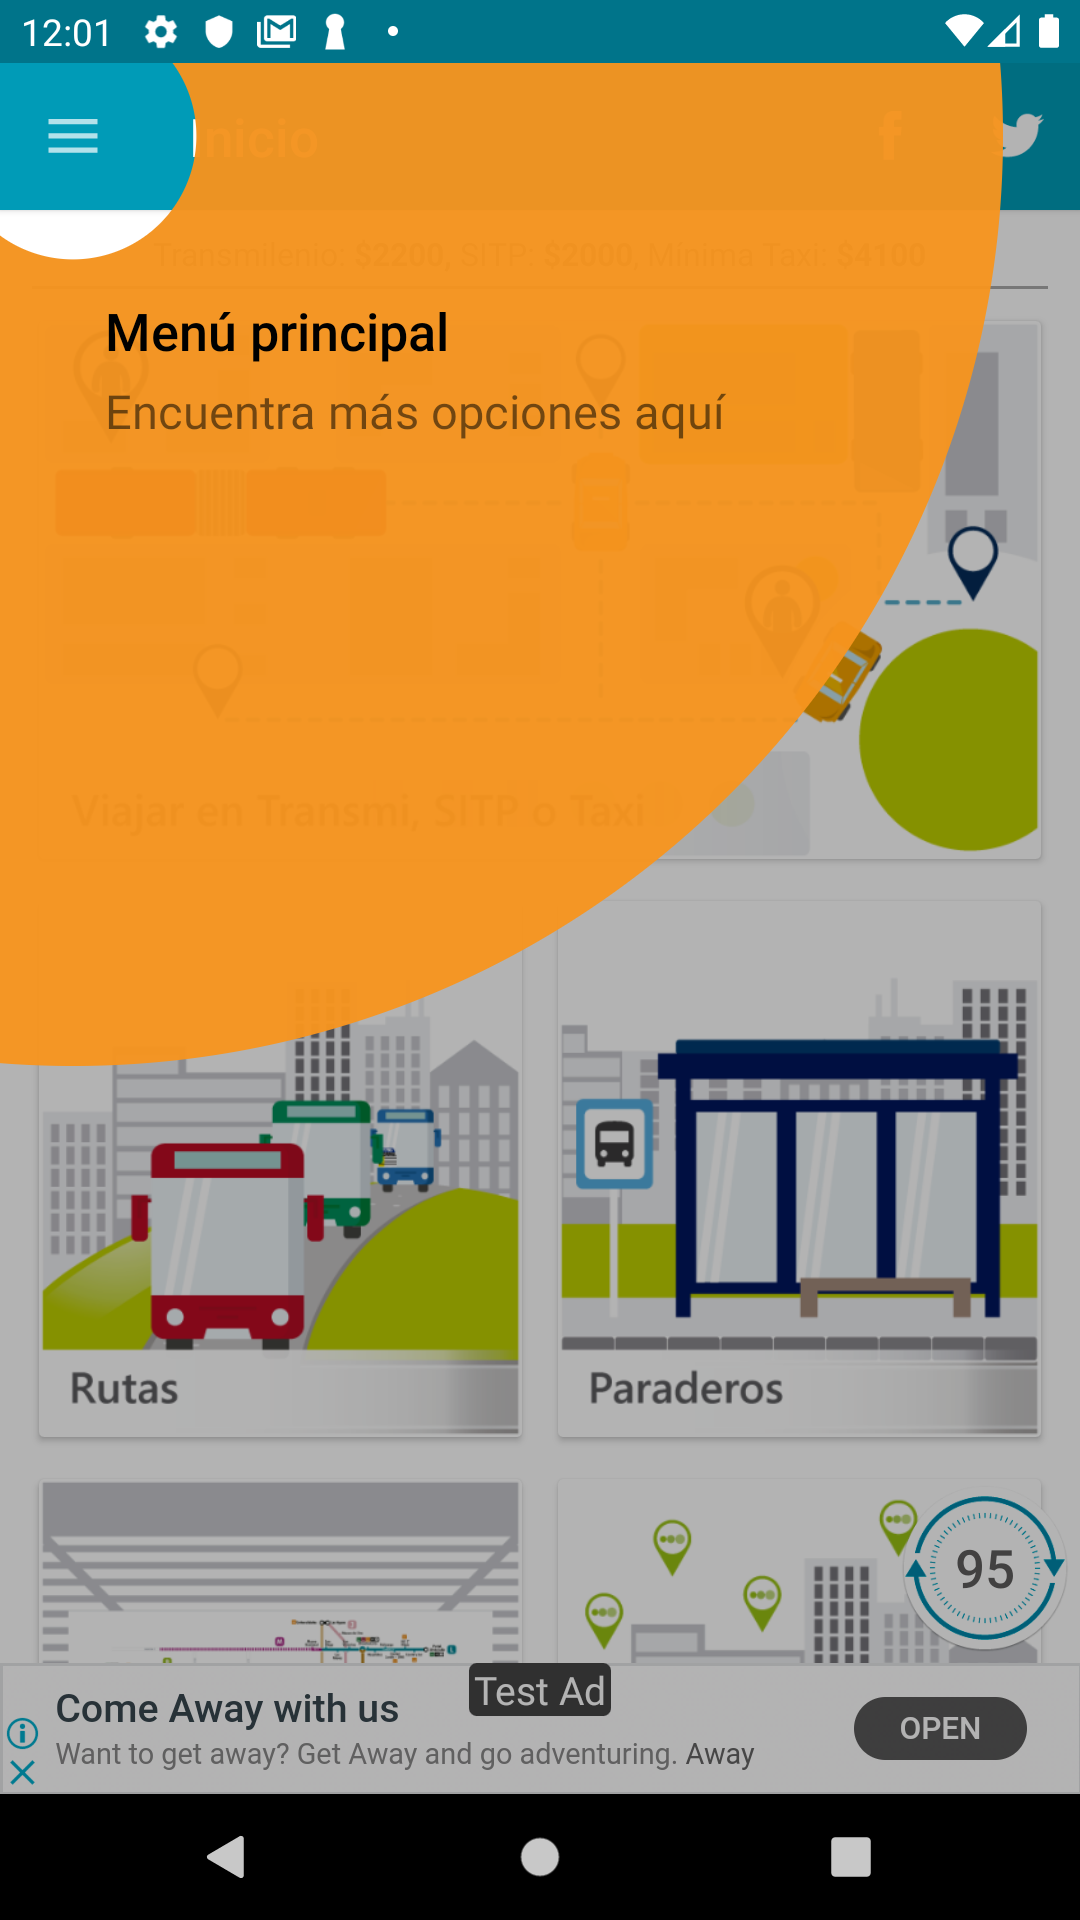 12:01
Inicio
Transmilenio: $2200, SITP: $2000, Mínima Taxi: $4100
Menú principal
Encuentra más opciones aquí
Viajar en Transmi, SITP o Taxi
Rutas
Paraderos
95
Test Ad
Come Away with us
Want to get away? Get Away and go adventuring. Away
OPEN